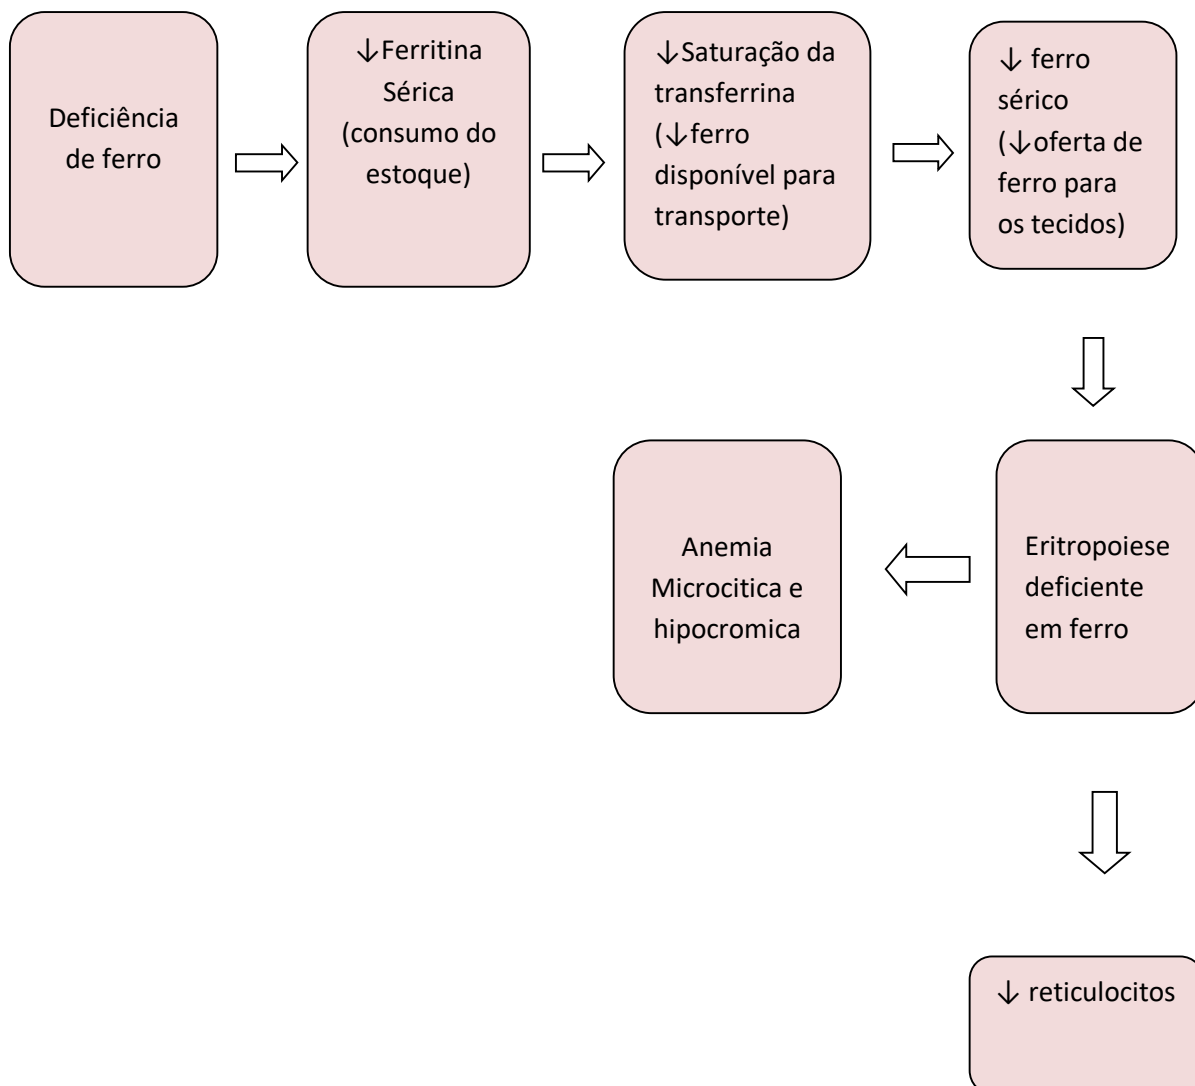 Deficiência
de ferro
↓Ferritina
Sérica
(consumo do
estoque)
↓Saturação da
transferrina
(↓ferro
disponível para
transporte)
↓ ferro
sérico
(↓oferta de
ferro para
os tecidos)
Eritropoiese
deficiente
em ferro
Anemia
Microcitica e
hipocromica
↓ reticulocitos